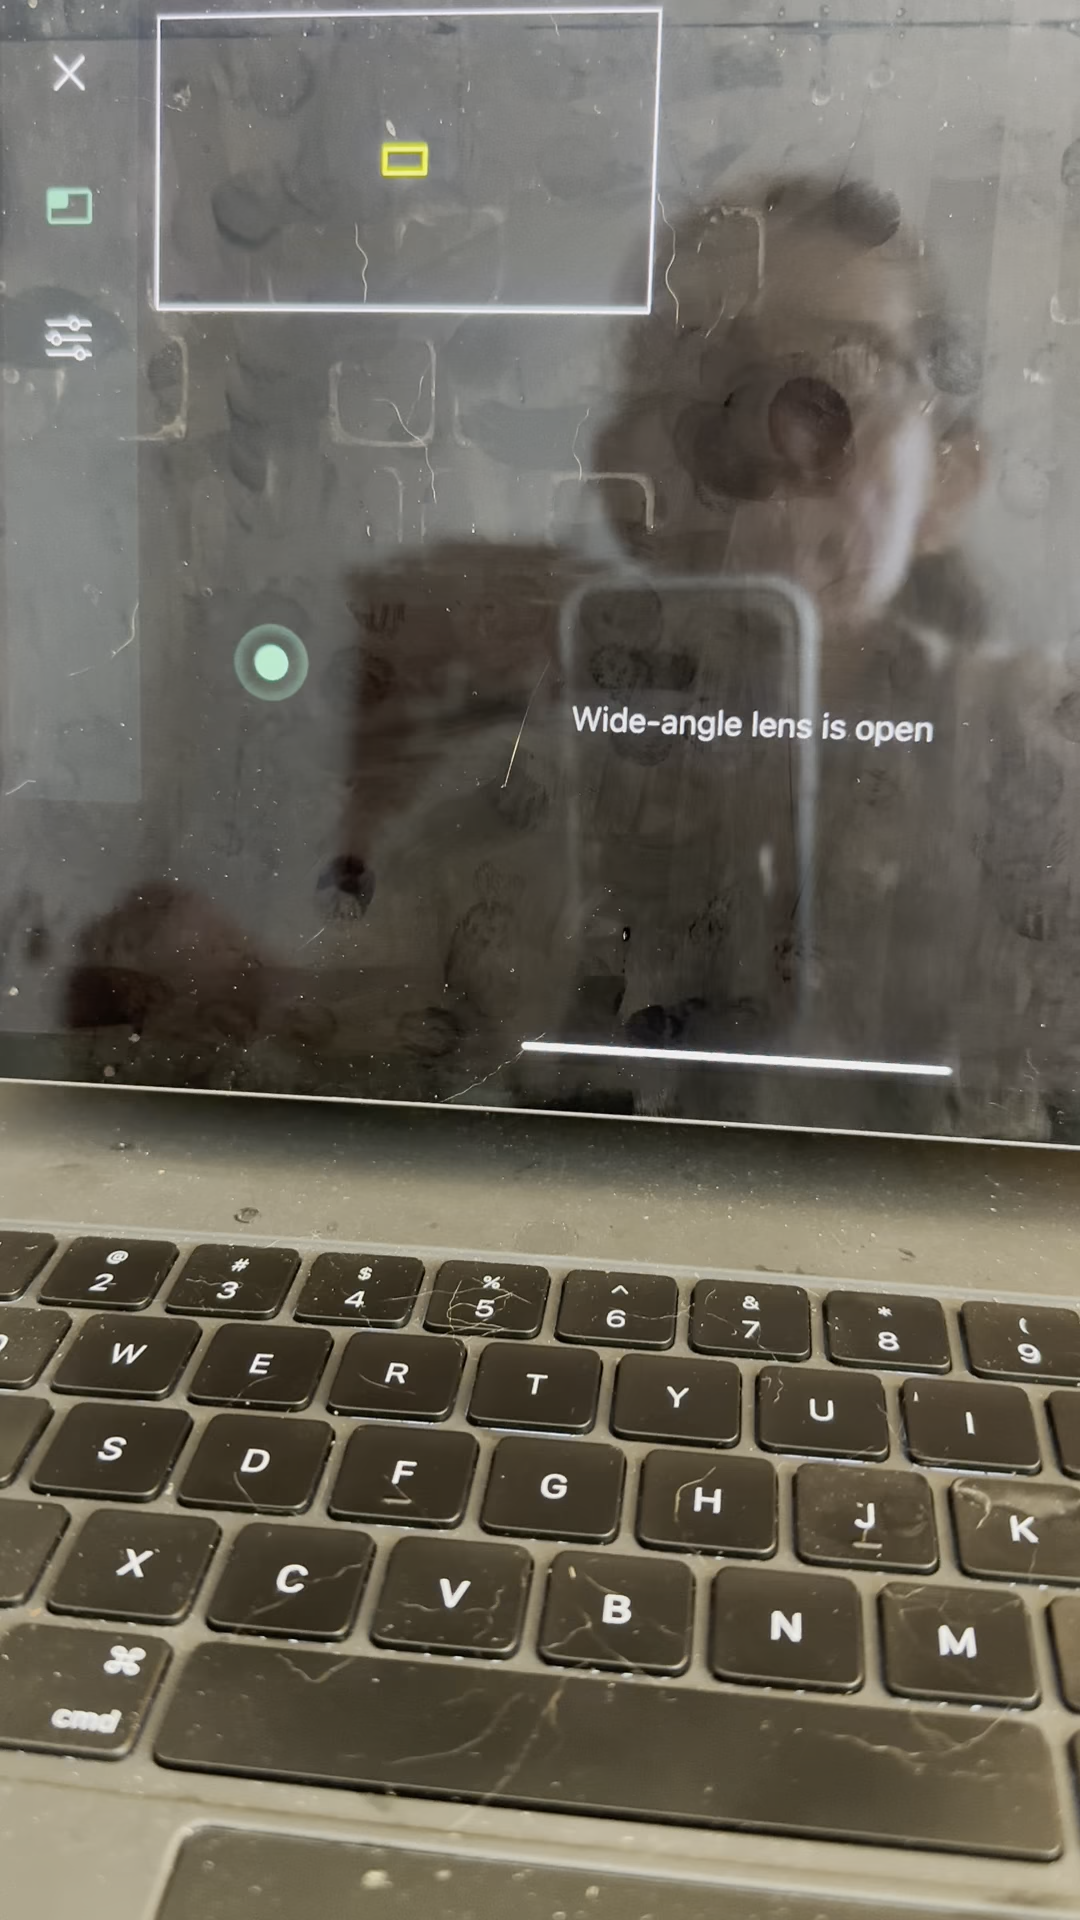 Wide-angle lens is open
@ # $ % ^ & * (
2 3 4 5 6 7 8 9
W E R T Y U I
S D F G H J K
X C V B N M
⌘
cmd